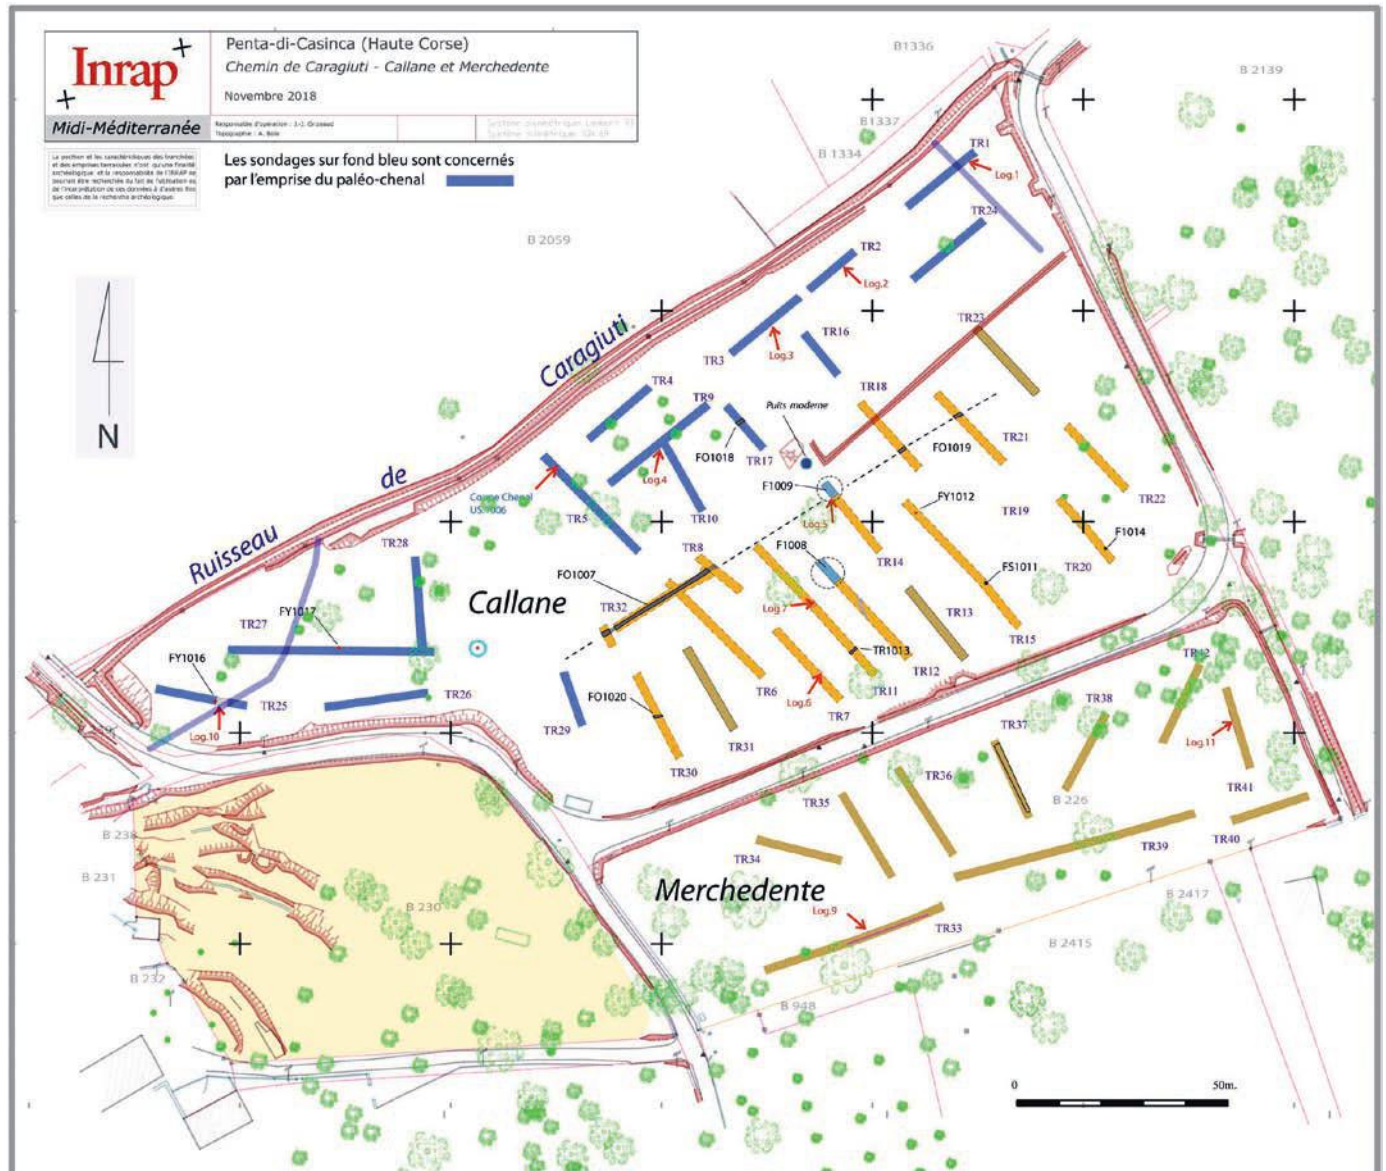 Inrap
Midi-Méditerranée
Penta-di-Casinca (Haute Corse)
Chemin de Caragiuti - Callane et Merchedente
Novembre 2018
Les sondages sur fond bleu sont concernés
par l'emprise du paléo-chenal
N
B1336
B 2139
B1337
B 1334
B 2059
TR1
Log.1
TR24
TR2
Log.2
TR23
TR16
TR3
Log.3
Ruisseau de Caragiuti
TR4
TR9
TR18
Puits moderne
FO1018
TR17
FO1019
TR21
TR22
Log.4
F1009
FY1012
TR19
Coupe Chenal
US.1006
TR5
TR10
Log.5
F1014
TR28
TR8
F1008
TR14
FS1011
TR20
FO1007
Callane
TR32
Log.7
TR13
TR15
TR27
FY1017
FY1016
TR1013
TR12
TR42
TR25
TR26
FO1020
TR6
TR11
TR38
Log.6
TR7
Log.10
TR29
TR31
TR37
Log.11
TR30
TR36
TR35
B 226
TR41
B 238
TR34
TR39
TR40
B 231
Merchedente
B 230
Log.9
TR33
B 2417
B 2415
B 232
B 948
0
50m.